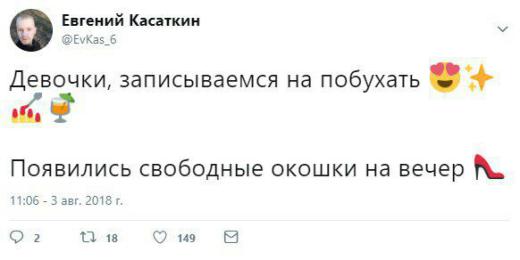 Евгений Касаткин
@EvKas_6
Девочки, записываемся на побухать 😍✨
💅🍹
Появились свободные окошки на вечер 👠
11:06 - 3 авг. 2018 г.
2 18 149